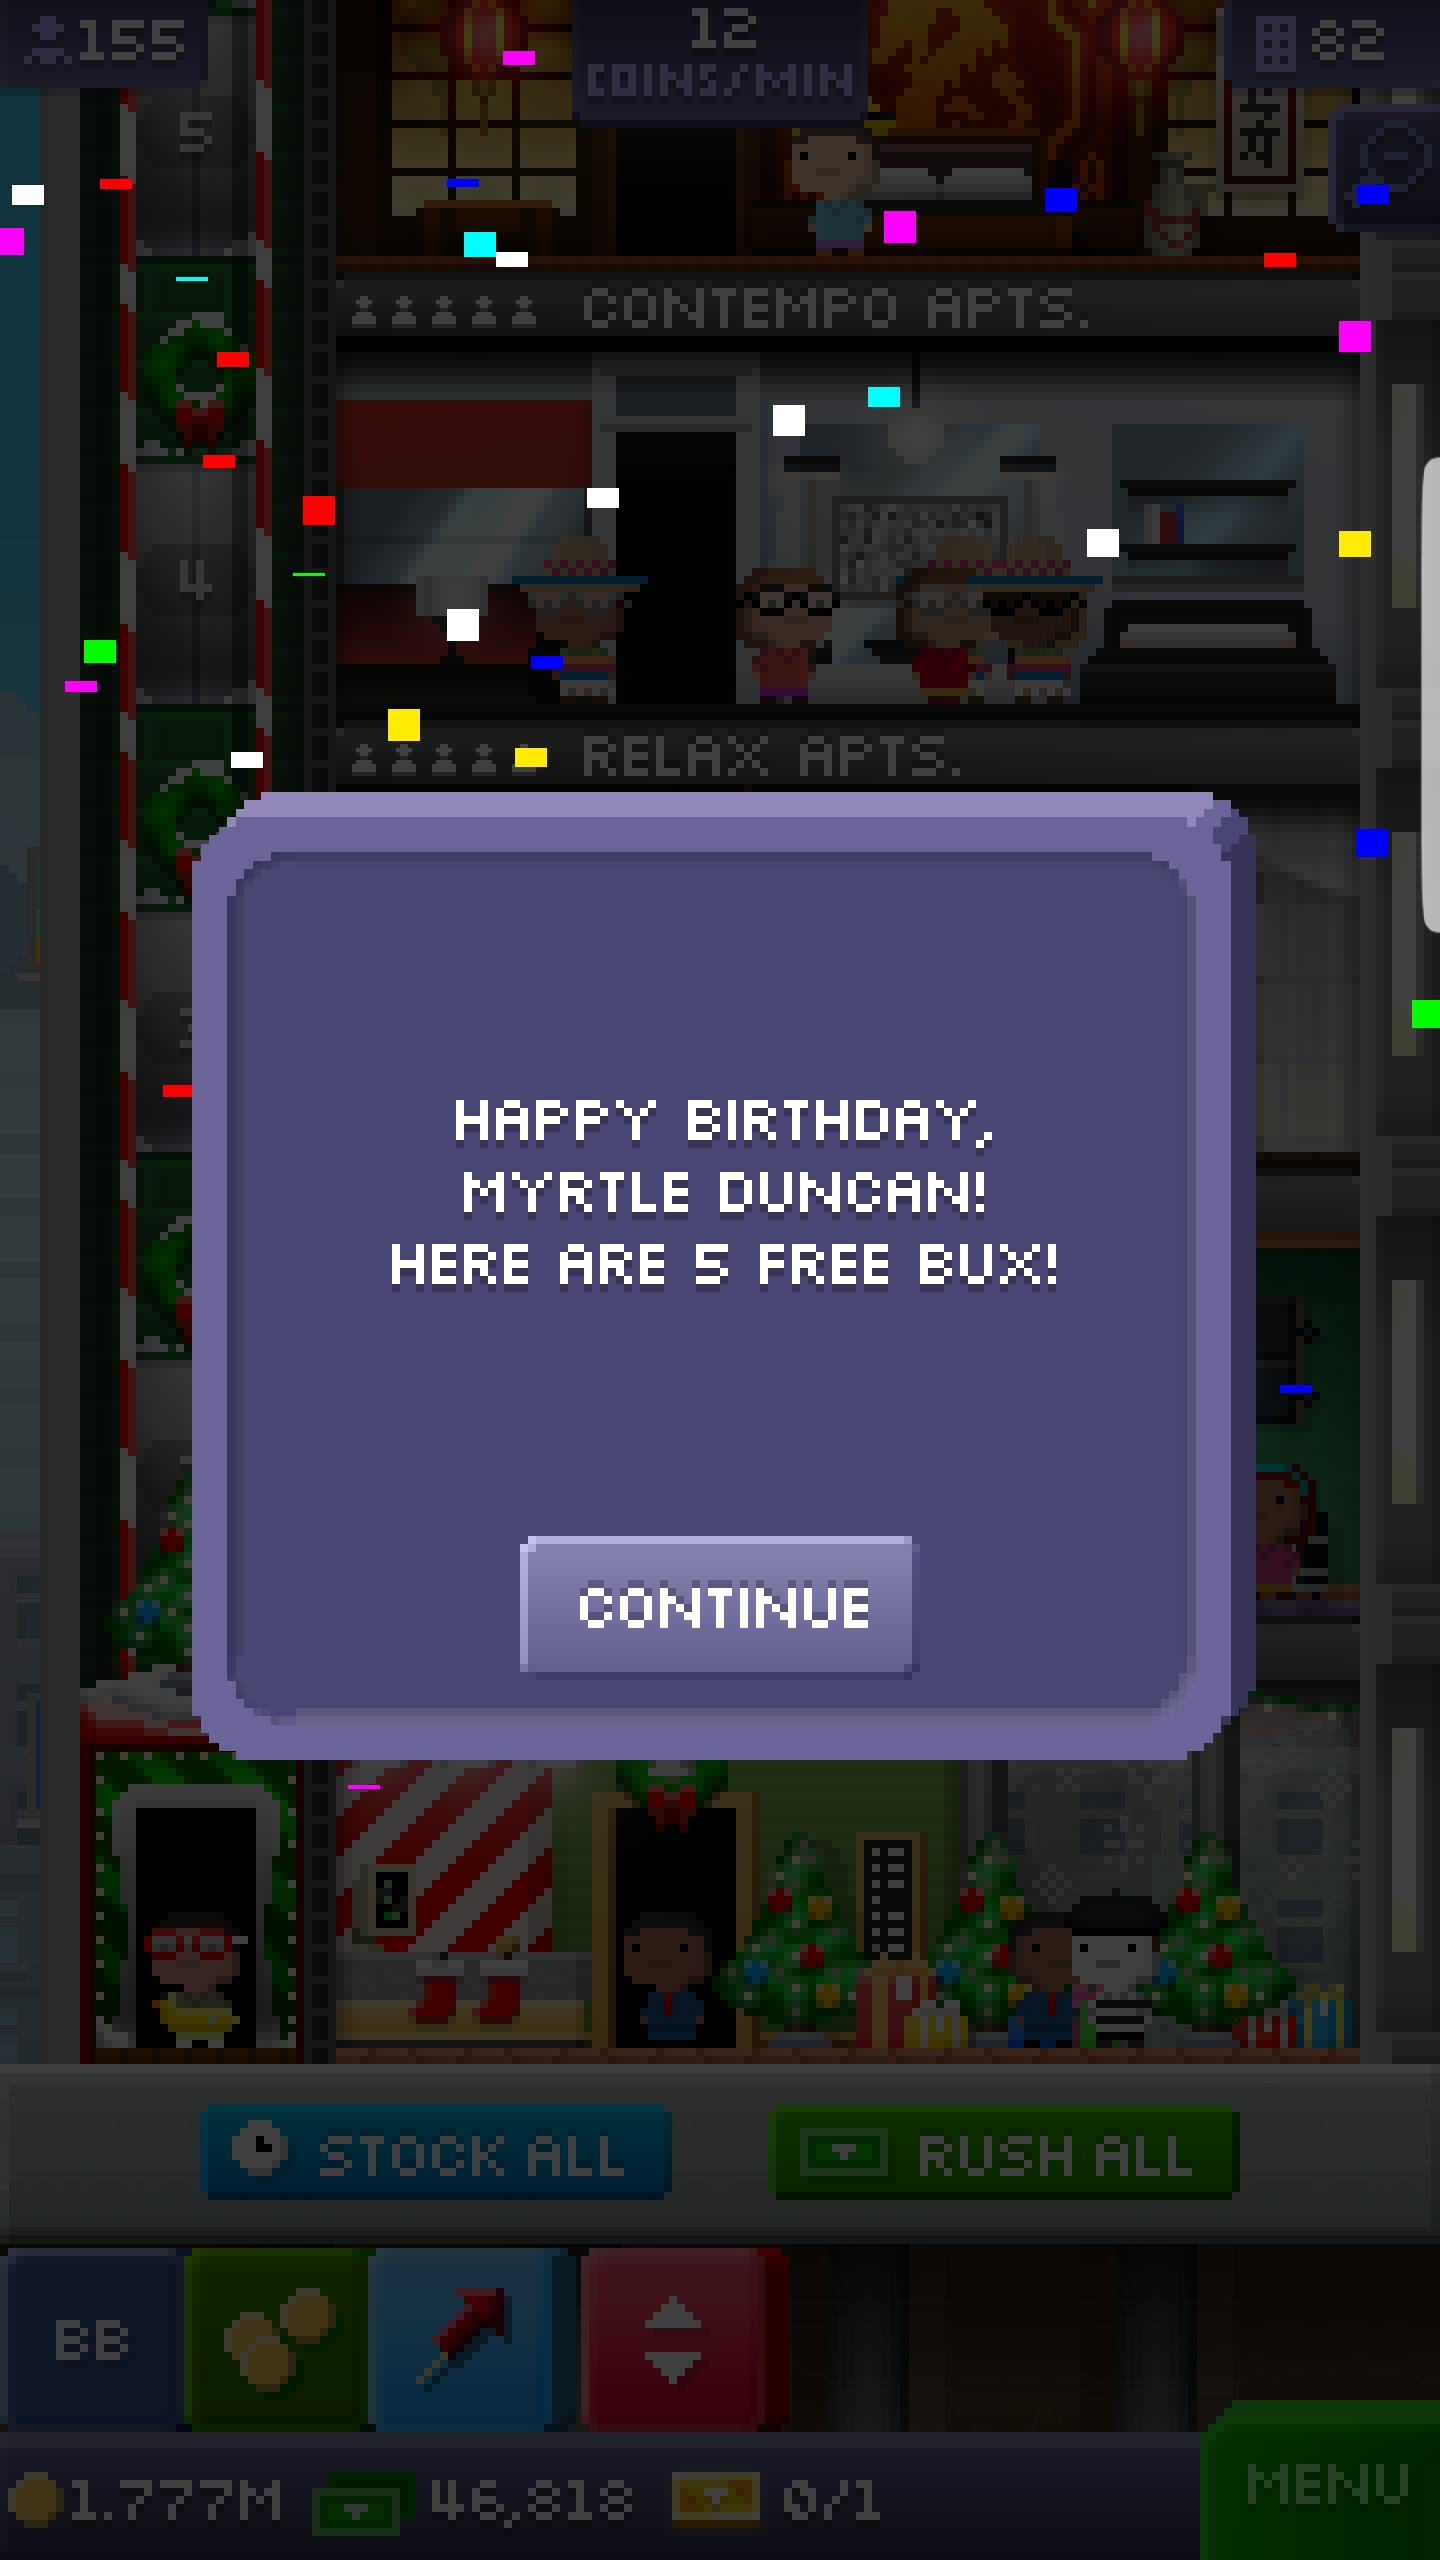 155
12
COINS/MIN
82
5
CONTEMPO APTS.
4
RELAX APTS.
HAPPY BIRTHDAY,
MYRTLE DUNCAN!
HERE ARE 5 FREE BUX!
CONTINUE
STOCK ALL
RUSH ALL
BB
1.777M
46,818
0/1
MENU